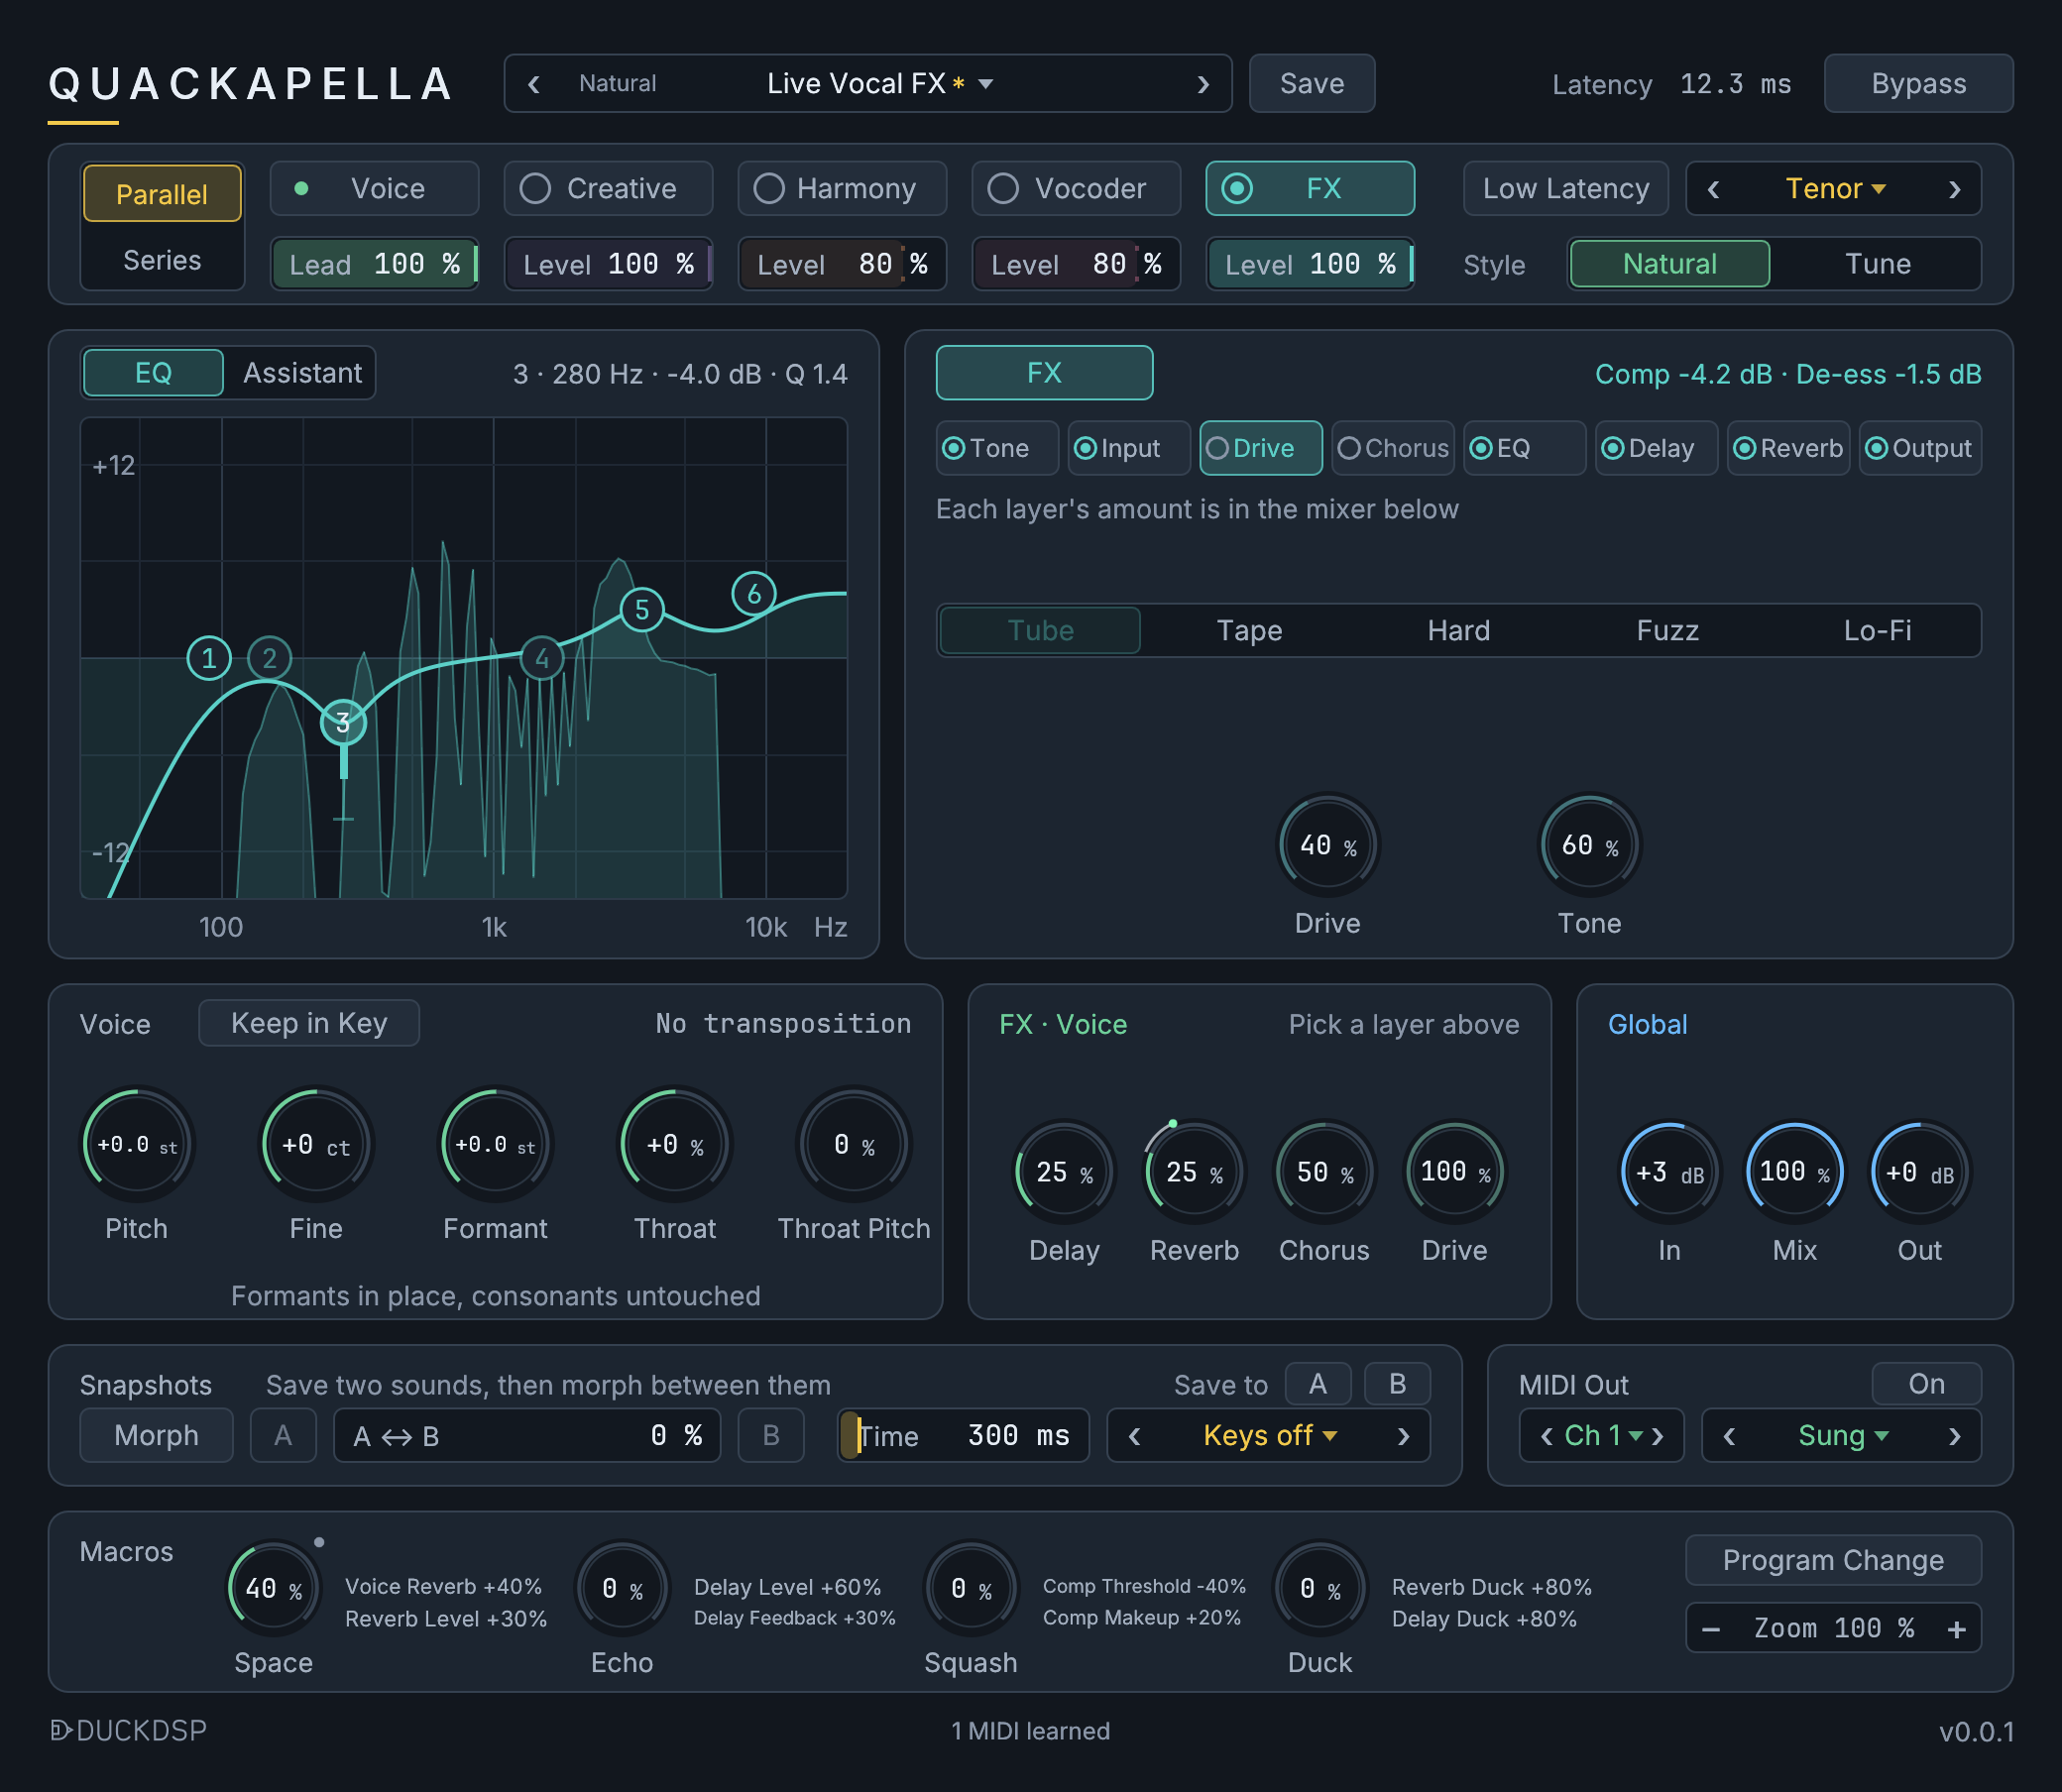 QUACKAPELLA
‹ Natural Live Vocal FX * ›
Save
Latency 12.3 ms
Bypass
Parallel
Voice
Creative
Harmony
Vocoder
FX
Low Latency
‹ Tenor ›
Series
Lead 100 %
Level 100 %
Level 80 %
Level 80 %
Level 100 %
Style
Natural
Tune
EQ
Assistant
3 · 280 Hz · -4.0 dB · Q 1.4
+12
1
2
3
4
5
6
-12
100
1k
10k
Hz
FX
Comp -4.2 dB · De-ess -1.5 dB
Tone
Input
Drive
Chorus
EQ
Delay
Reverb
Output
Each layer's amount is in the mixer below
Tube
Tape
Hard
Fuzz
Lo-Fi
40 %
60 %
Drive
Tone
Voice
Keep in Key
No transposition
+0.0 st
+0 ct
+0.0 st
+0 %
0 %
Pitch
Fine
Formant
Throat
Throat Pitch
Formants in place, consonants untouched
FX · Voice
Pick a layer above
25 %
25 %
50 %
100 %
Delay
Reverb
Chorus
Drive
Global
+3 dB
100 %
+0 dB
In
Mix
Out
Snapshots
Save two sounds, then morph between them
Save to
A
B
Morph
A
A ↔ B 0 %
B
Time 300 ms
‹ Keys off ›
MIDI Out
On
‹ Ch 1 ›
‹ Sung ›
Macros
40 %
Space
Voice Reverb +40%
Reverb Level +30%
0 %
Echo
Delay Level +60%
Delay Feedback +30%
0 %
Squash
Comp Threshold -40%
Comp Makeup +20%
0 %
Duck
Reverb Duck +80%
Delay Duck +80%
Program Change
− Zoom 100 % +
DUCKDSP
1 MIDI learned
v0.0.1